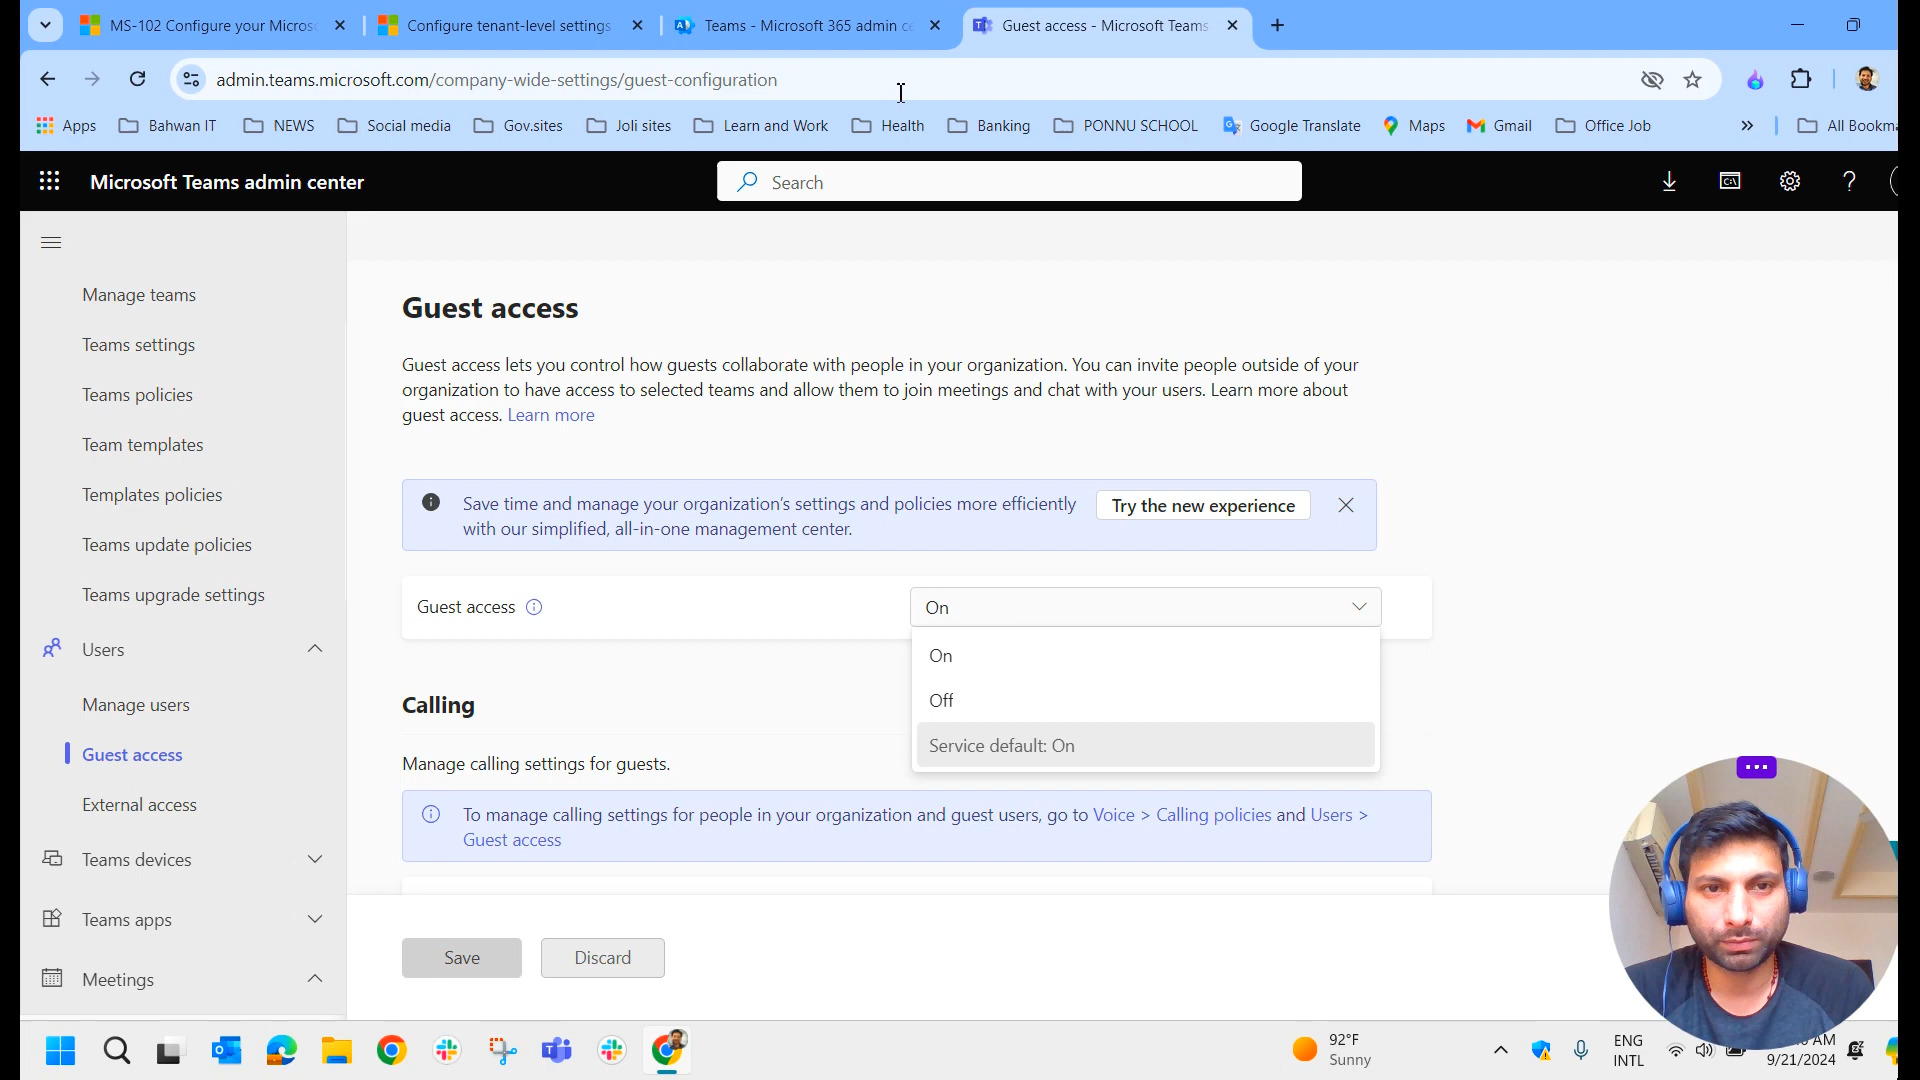 MS-102 Configure your Micros
Configure tenant-level settings
Teams - Microsoft 365 admin ce
Guest access - Microsoft Teams
admin.teams.microsoft.com/company-wide-settings/guest-configuration
Apps
Bahwan IT
NEWS
Social media
Gov.sites
Joli sites
Learn and Work
Health
Banking
PONNU SCHOOL
Google Translate
Maps
Gmail
Office Job
All Bookma
Microsoft Teams admin center
Search
Manage teams
Teams settings
Teams policies
Team templates
Templates policies
Teams update policies
Teams upgrade settings
Users
Manage users
Guest access
External access
Teams devices
Teams apps
Meetings
Guest access
Guest access lets you control how guests collaborate with people in your organization. You can invite people outside of your
organization to have access to selected teams and allow them to join meetings and chat with your users. Learn more about
guest access. Learn more
Save time and manage your organization's settings and policies more efficiently
with our simplified, all-in-one management center.
Try the new experience
Guest access
On
On
Off
Service default: On
Calling
Manage calling settings for guests.
To manage calling settings for people in your organization and guest users, go to Voice > Calling policies and Users >
Guest access
Save
Discard
92°F
Sunny
ENG
INTL
AM
9/21/2024